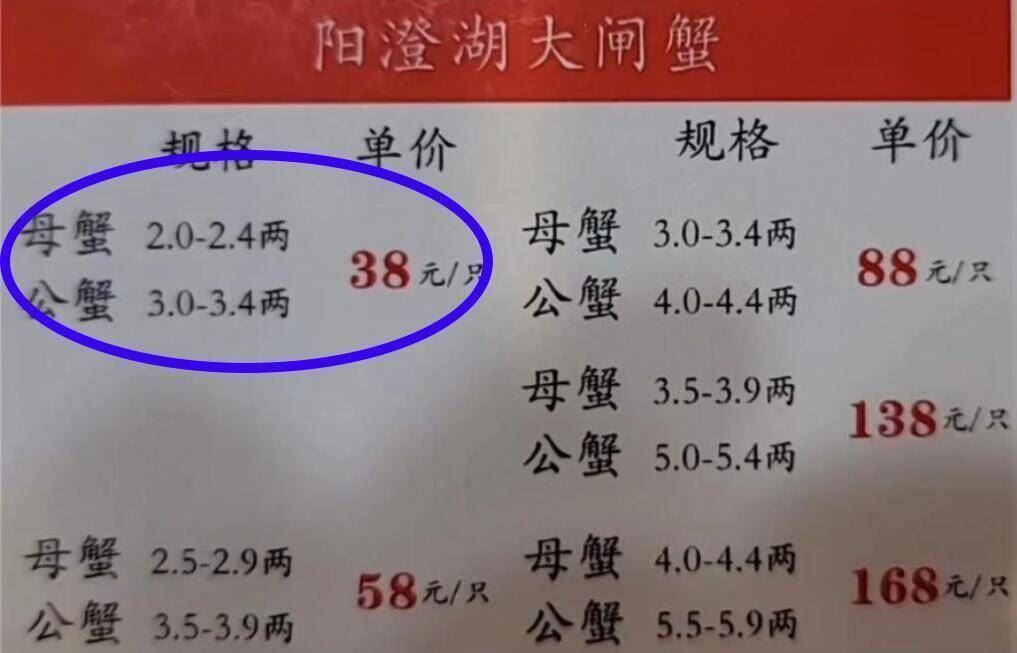 阳澄湖大闸蟹
规格 单价 规格 单价
母蟹 2.0-2.4两
公蟹 3.0-3.4两
38元/只
母蟹 3.0-3.4两
公蟹 4.0-4.4两
88元/只
母蟹 3.5-3.9两
公蟹 5.0-5.4两
138元/只
母蟹 2.5-2.9两
公蟹 3.5-3.9两
58元/只
母蟹 4.0-4.4两
公蟹 5.5-5.9两
168元/只